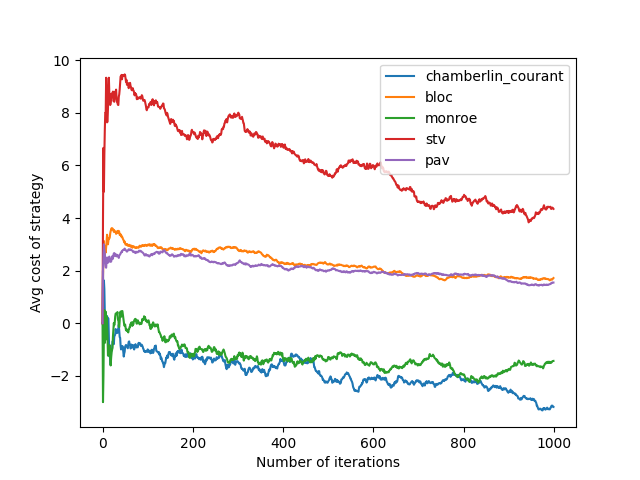 10
8
6
4
2
0
−2
0
200
400
600
800
1000
Number of iterations
Avg cost of strategy
chamberlin_courant
bloc
monroe
stv
pav